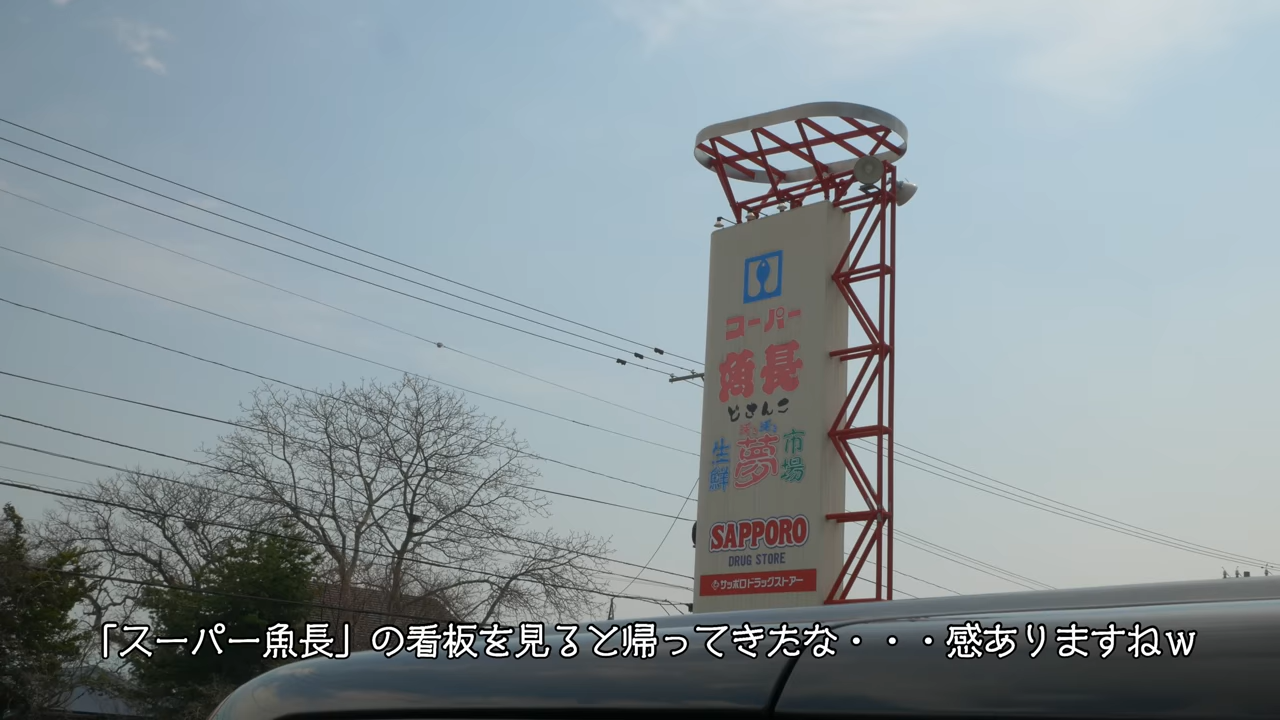 コーパー
魚長
どさんこ
生鮮
夢
市場
SAPPORO
DRUG STORE
サッポロドラッグストアー
「スーパー魚長」の看板を見ると帰ってきたな・・・感ありますねｗ